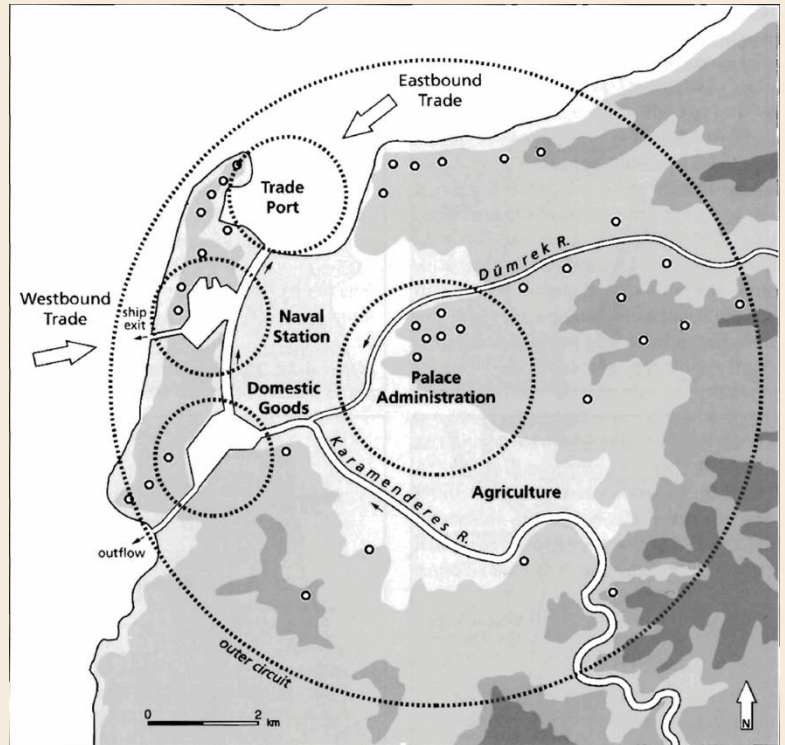 Eastbound
Trade
Trade
Port
Dümrek R.
Westbound
Trade
ship
exit
Naval
Station
Domestic
Goods
Palace
Administration
Karamenderes R.
Agriculture
outflow
outer circuit
0 2 km
N